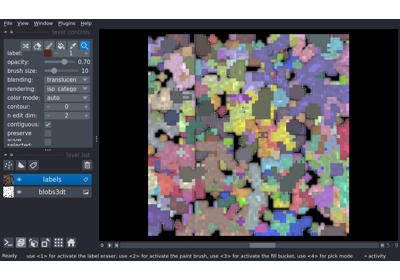 File View Window Plugins Help
layer controls
label: 1
opacity: 0.70
brush size: 10
blending: translucen
rendering: iso_catego
color mode: auto
contour: 0
n edit dim: 2
contiguous:
preserve
show
selected:
layer list
labels
blobs3dt
Ready
use <1> for activate the label eraser, use <2> for activate the paint brush, use <3> for activate the fill bucket, use <4> for pick mode
activity